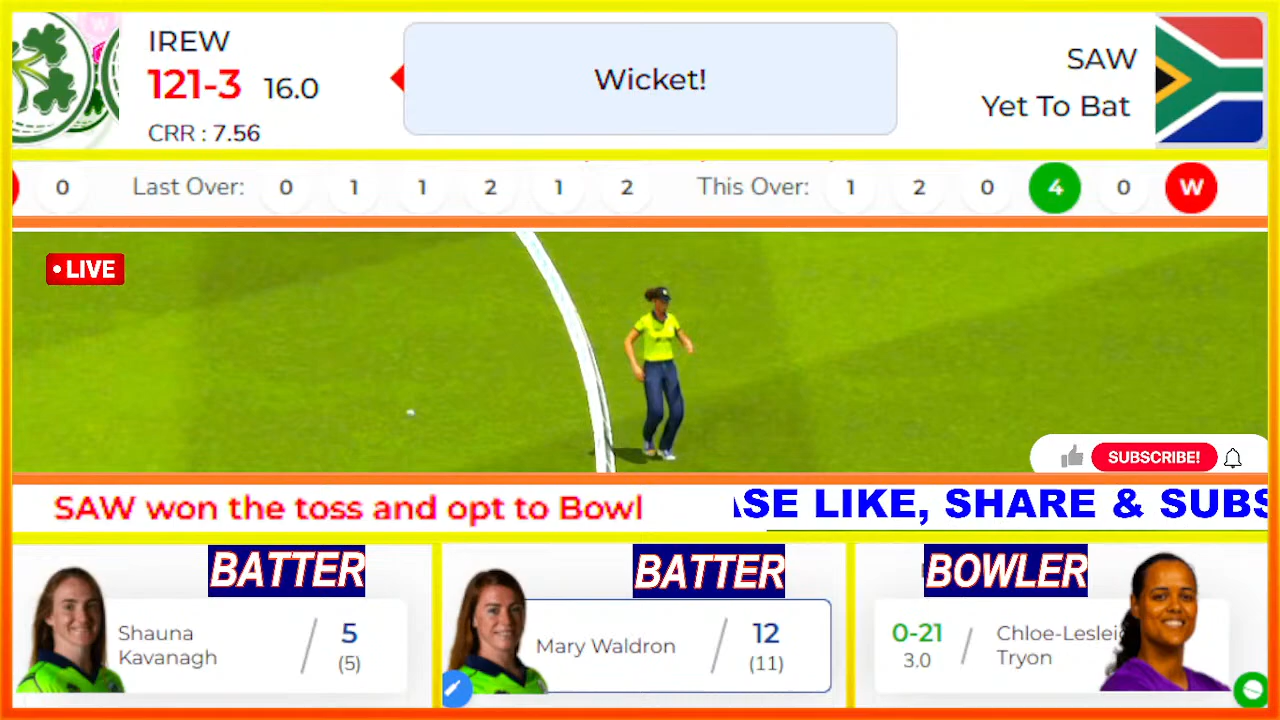 IREW
121-3 16.0
CRR : 7.56
Wicket!
SAW
Yet To Bat
0 Last Over: 0 1 1 2 1 2 This Over: 1 2 0 4 0 W
• LIVE
SUBSCRIBE!
SAW won the toss and opt to Bowl
ASE LIKE, SHARE & SUBS
BATTER
Shauna
Kavanagh
5
(5)
BATTER
Mary Waldron
12
(11)
BOWLER
0-21
3.0
Chloe-Leslei
Tryon